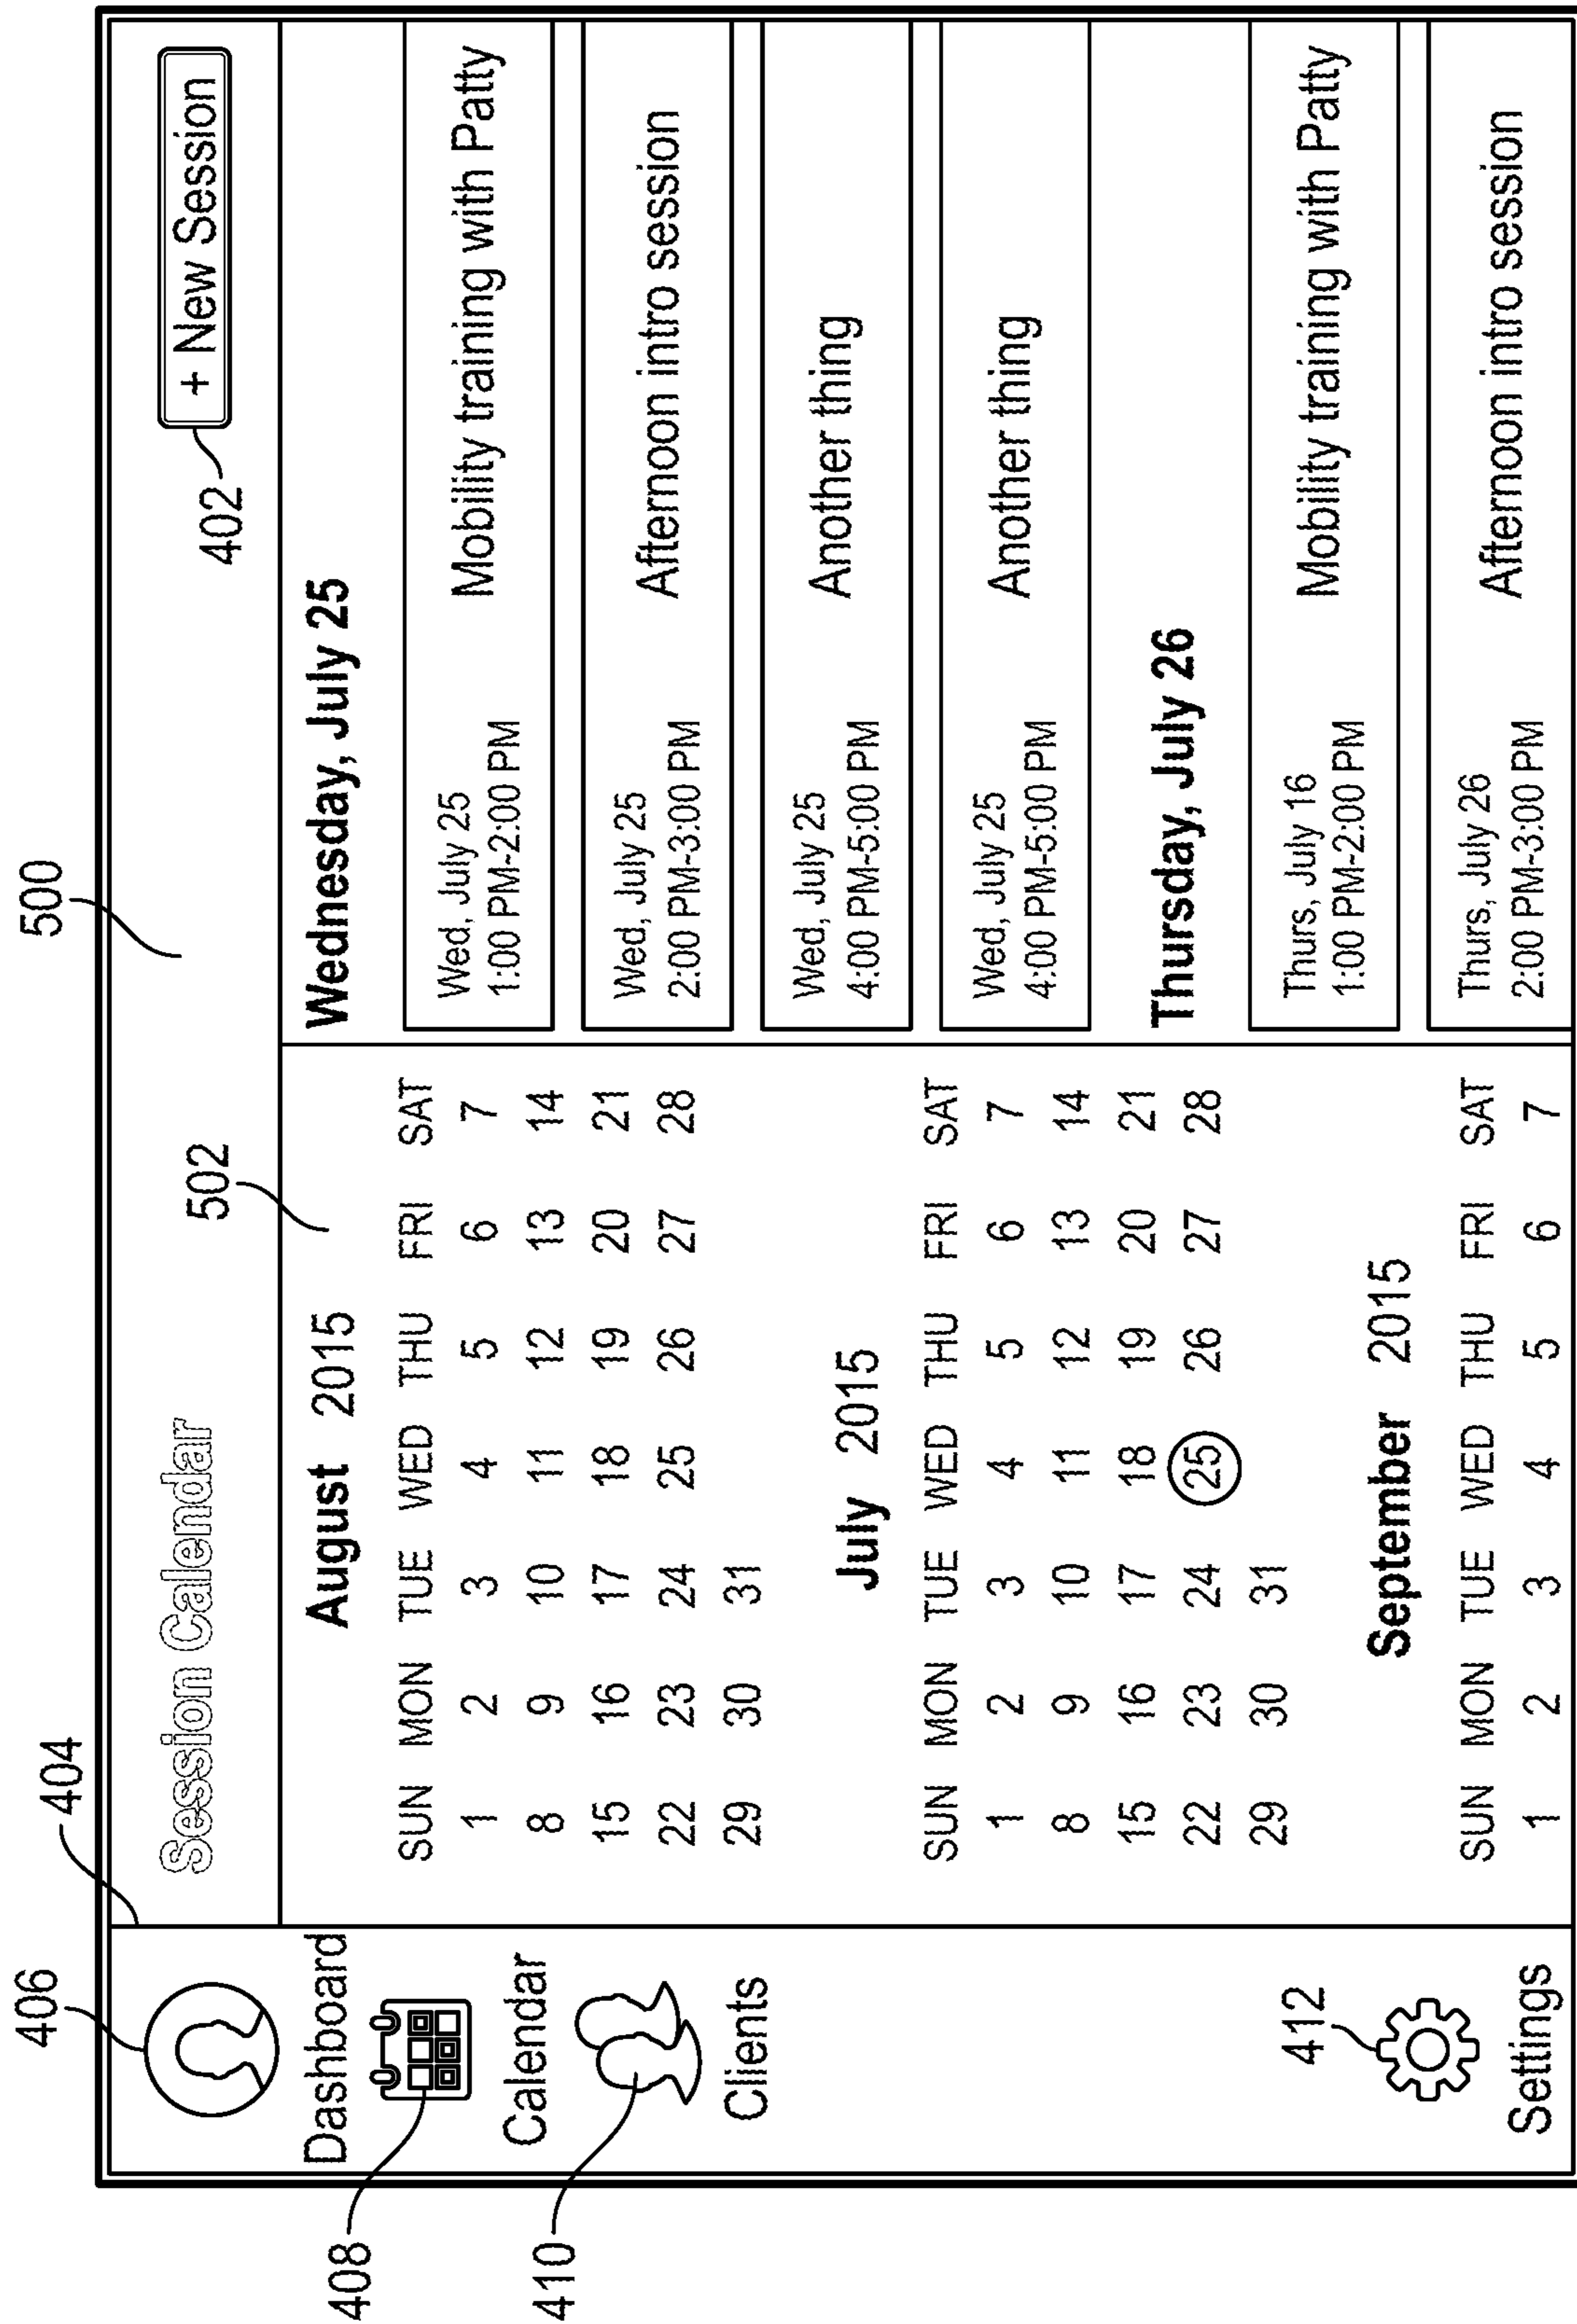 500
406
404
502
402
Session Calendar
+ New Session
Dashboard
408
Calendar
410
Clients
412
Settings
August 2015
SUN MON TUE WED THU FRI SAT
1 2 3 4 5 6 7
8 9 10 11 12 13 14
15 16 17 18 19 20 21
22 23 24 25 26 27 28
29 30 31
July 2015
SUN MON TUE WED THU FRI SAT
1 2 3 4 5 6 7
8 9 10 11 12 13 14
15 16 17 18 19 20 21
22 23 24 25 26 27 28
29 30 31
September 2015
SUN MON TUE WED THU FRI SAT
1 2 3 4 5 6 7
Wednesday, July 25
Wed, July 25
1:00 PM-2:00 PM
Mobility training with Patty
Wed, July 25
2:00 PM-3:00 PM
Afternoon intro session
Wed, July 25
4:00 PM-5:00 PM
Another thing
Wed, July 25
4:00 PM-5:00 PM
Another thing
Thursday, July 26
Thurs, July 16
1:00 PM-2:00 PM
Mobility training with Patty
Thurs, July 26
2:00 PM-3:00 PM
Afternoon intro session